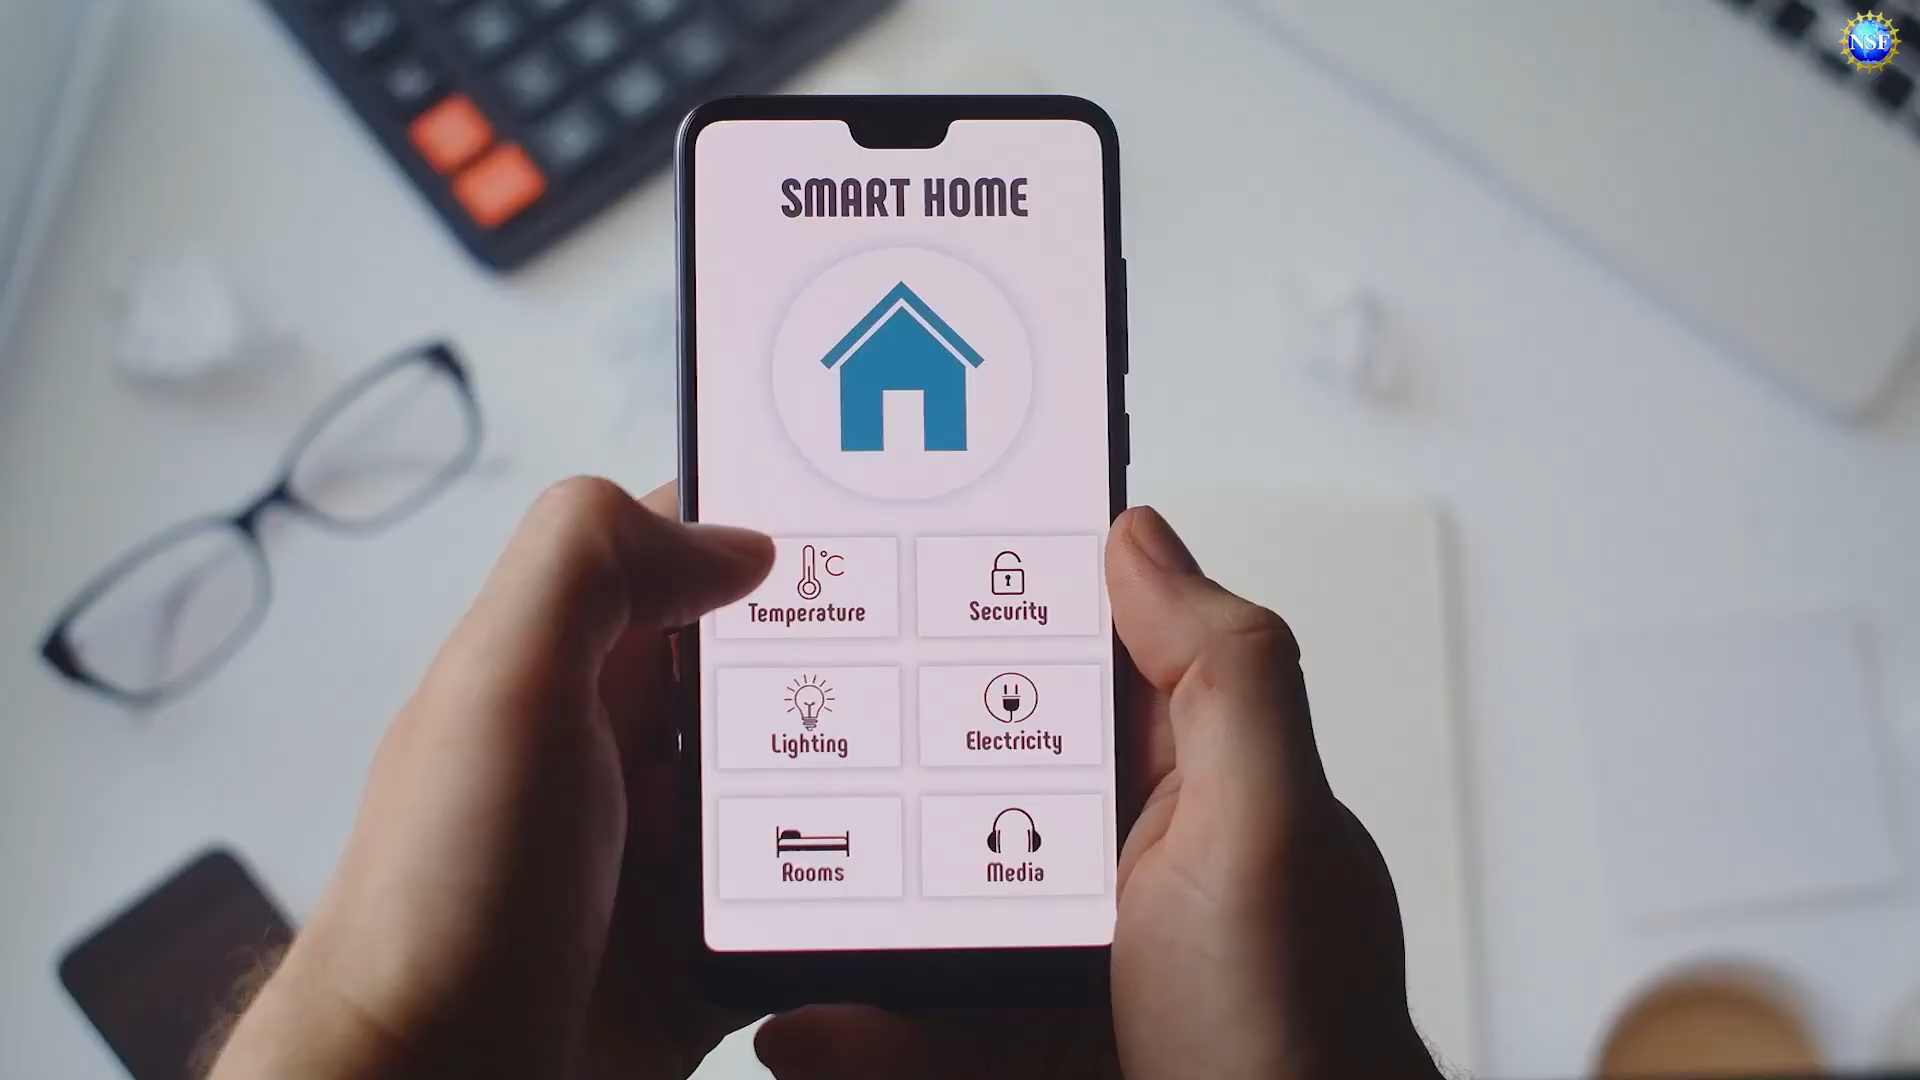 NSF
SMART HOME
°C
Temperature
Security
Lighting
Electricity
Rooms
Media